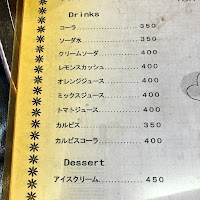 Drinks
コーラ..................350
ソーダ水..................350
クリームソーダ..................400
レモンスカッシュ..................400
オレンジジュース..................400
ミックスジュース..................400
トマトジュース..................400
カルピス..................350
カルピスコーラ..................400
Dessert
アイスクリーム..................450